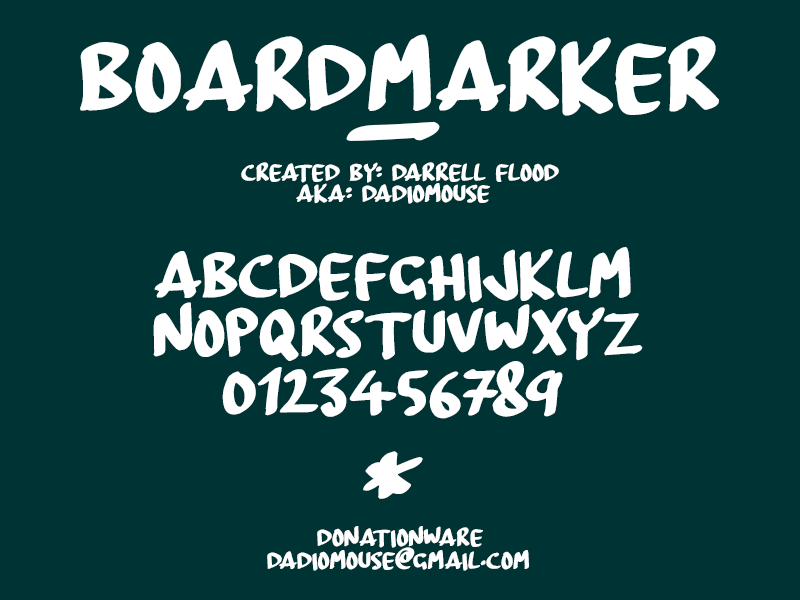 BOARDMARKER
CREATED BY: DARRELL FLOOD
AKA: DADIOMOUSE
ABCDEFGHIJKLM
NOPQRSTUVWXYZ
0123456789
*
DONATIONWARE
DADIOMOUSE@GMAIL.COM